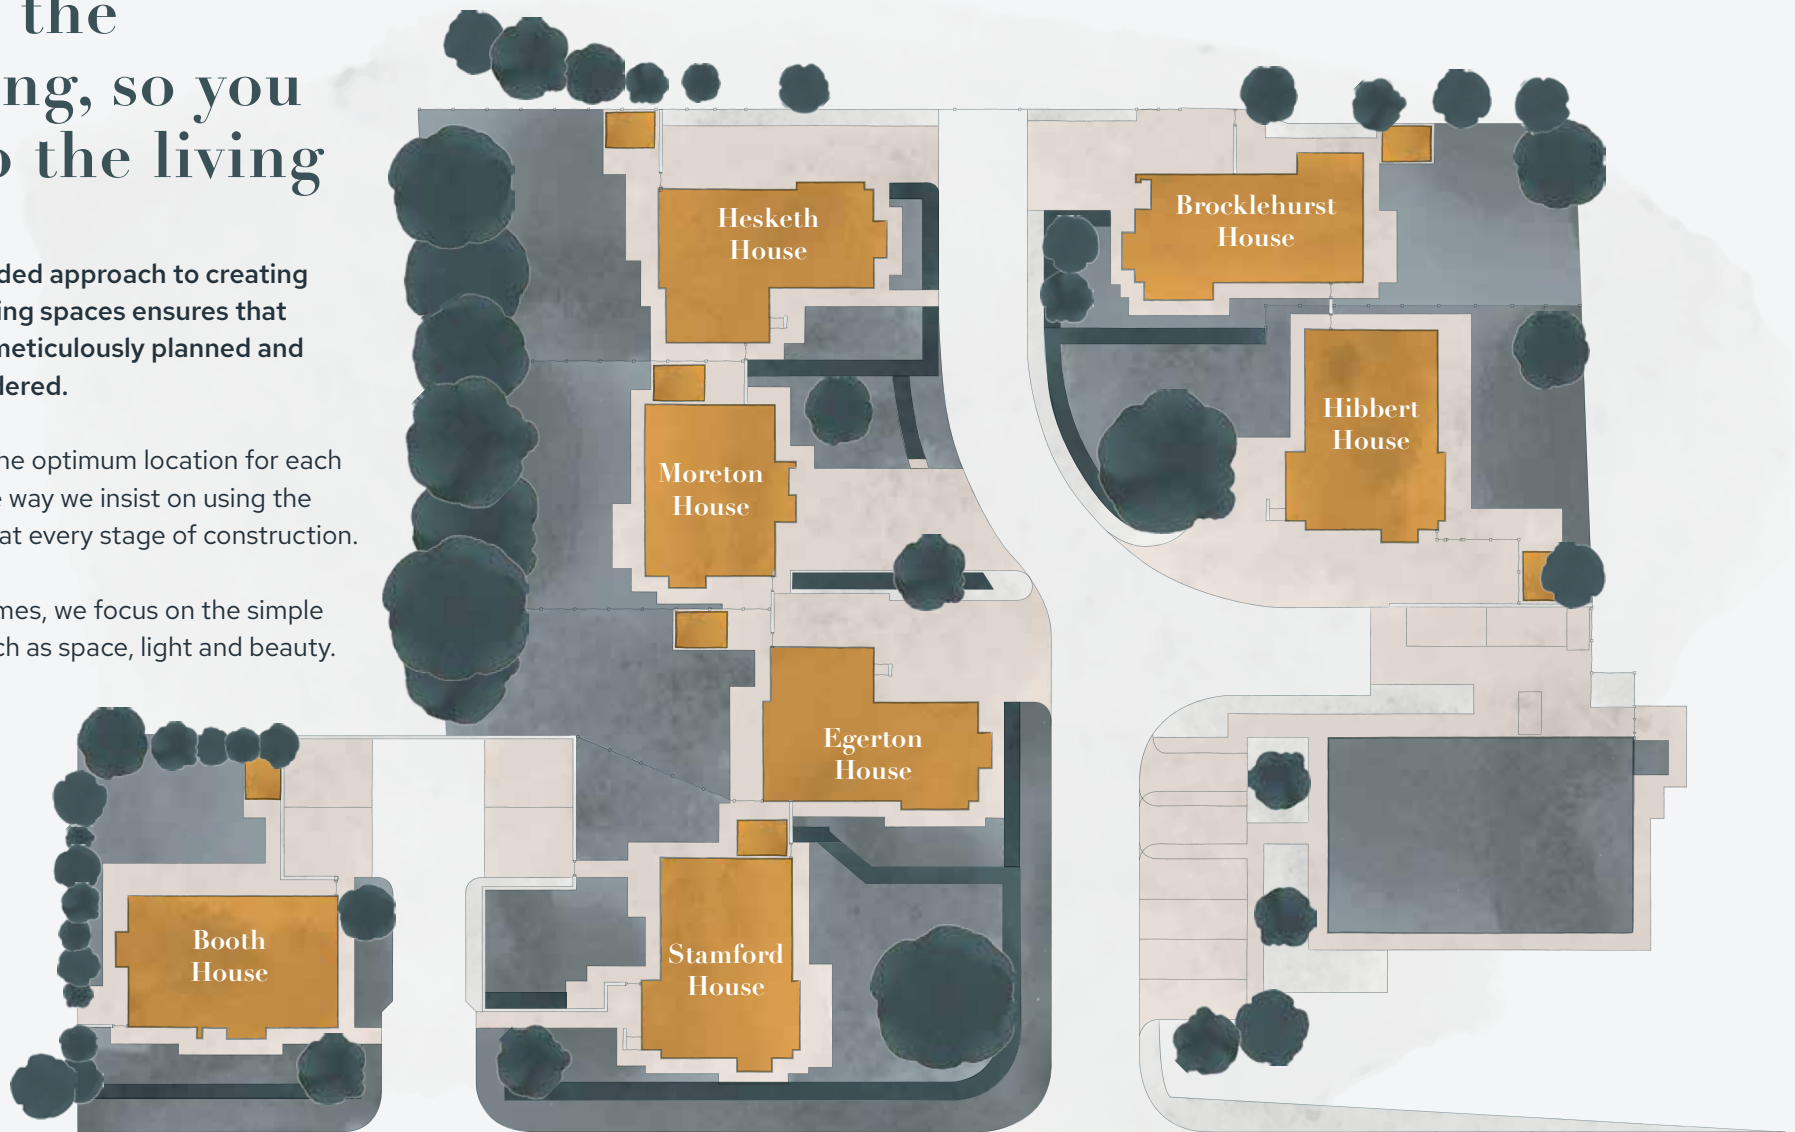 the
ng, so you
o the living
ded approach to creating
ing spaces ensures that
meticulously planned and
dered.
he optimum location for each
e way we insist on using the
at every stage of construction.
mes, we focus on the simple
ch as space, light and beauty.
Hesketh
House
Brocklehurst
House
Hibbert
House
Moreton
House
Egerton
House
Booth
House
Stamford
House